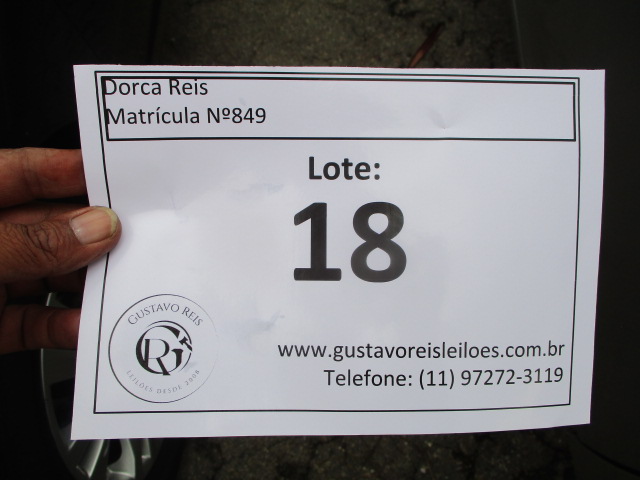 Dorca Reis
Matrícula Nº849
Lote:
18
GUSTAVO REIS
GR
LEILÕES DESDE 2008
www.gustavoreisleiloes.com.br
Telefone: (11) 97272-3119